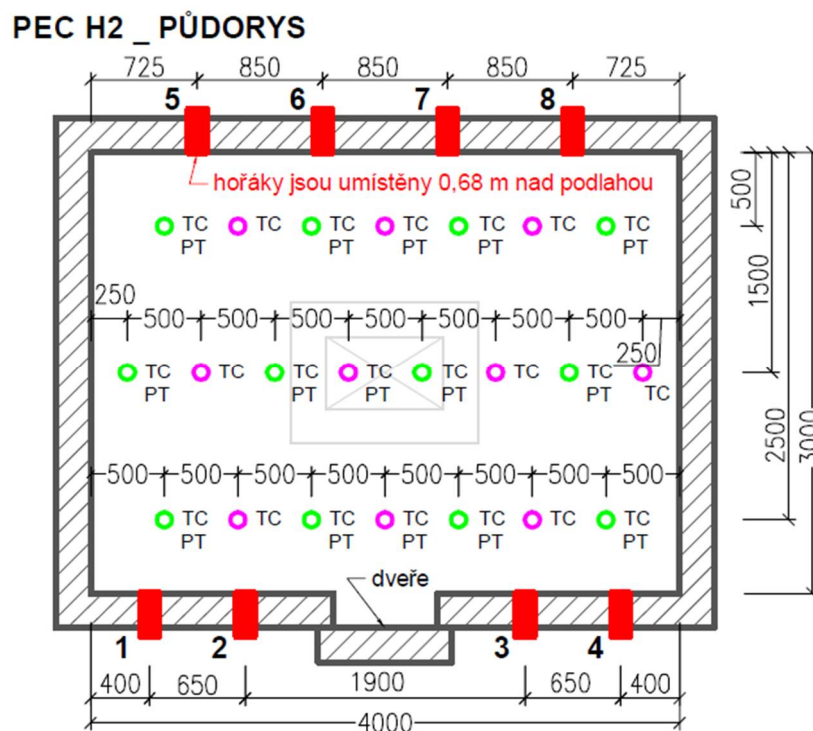 PEC H2 _ PŮDORYS
725 850 850 850 725
5 6 7 8
hořáky jsou umístěny 0,68 m nad podlahou
500
TC TC TC TC TC TC TC
PT PT PT PT
1500
250 500 500 500 500 500 500 500 250
TC TC TC TC TC TC TC
PT PT PT PT TC
2500
3000
500 500 500 500 500 500 500 500
TC TC TC TC TC TC TC
PT PT PT PT
dveře
1 2 3 4
400 650 1900 650 400
4000